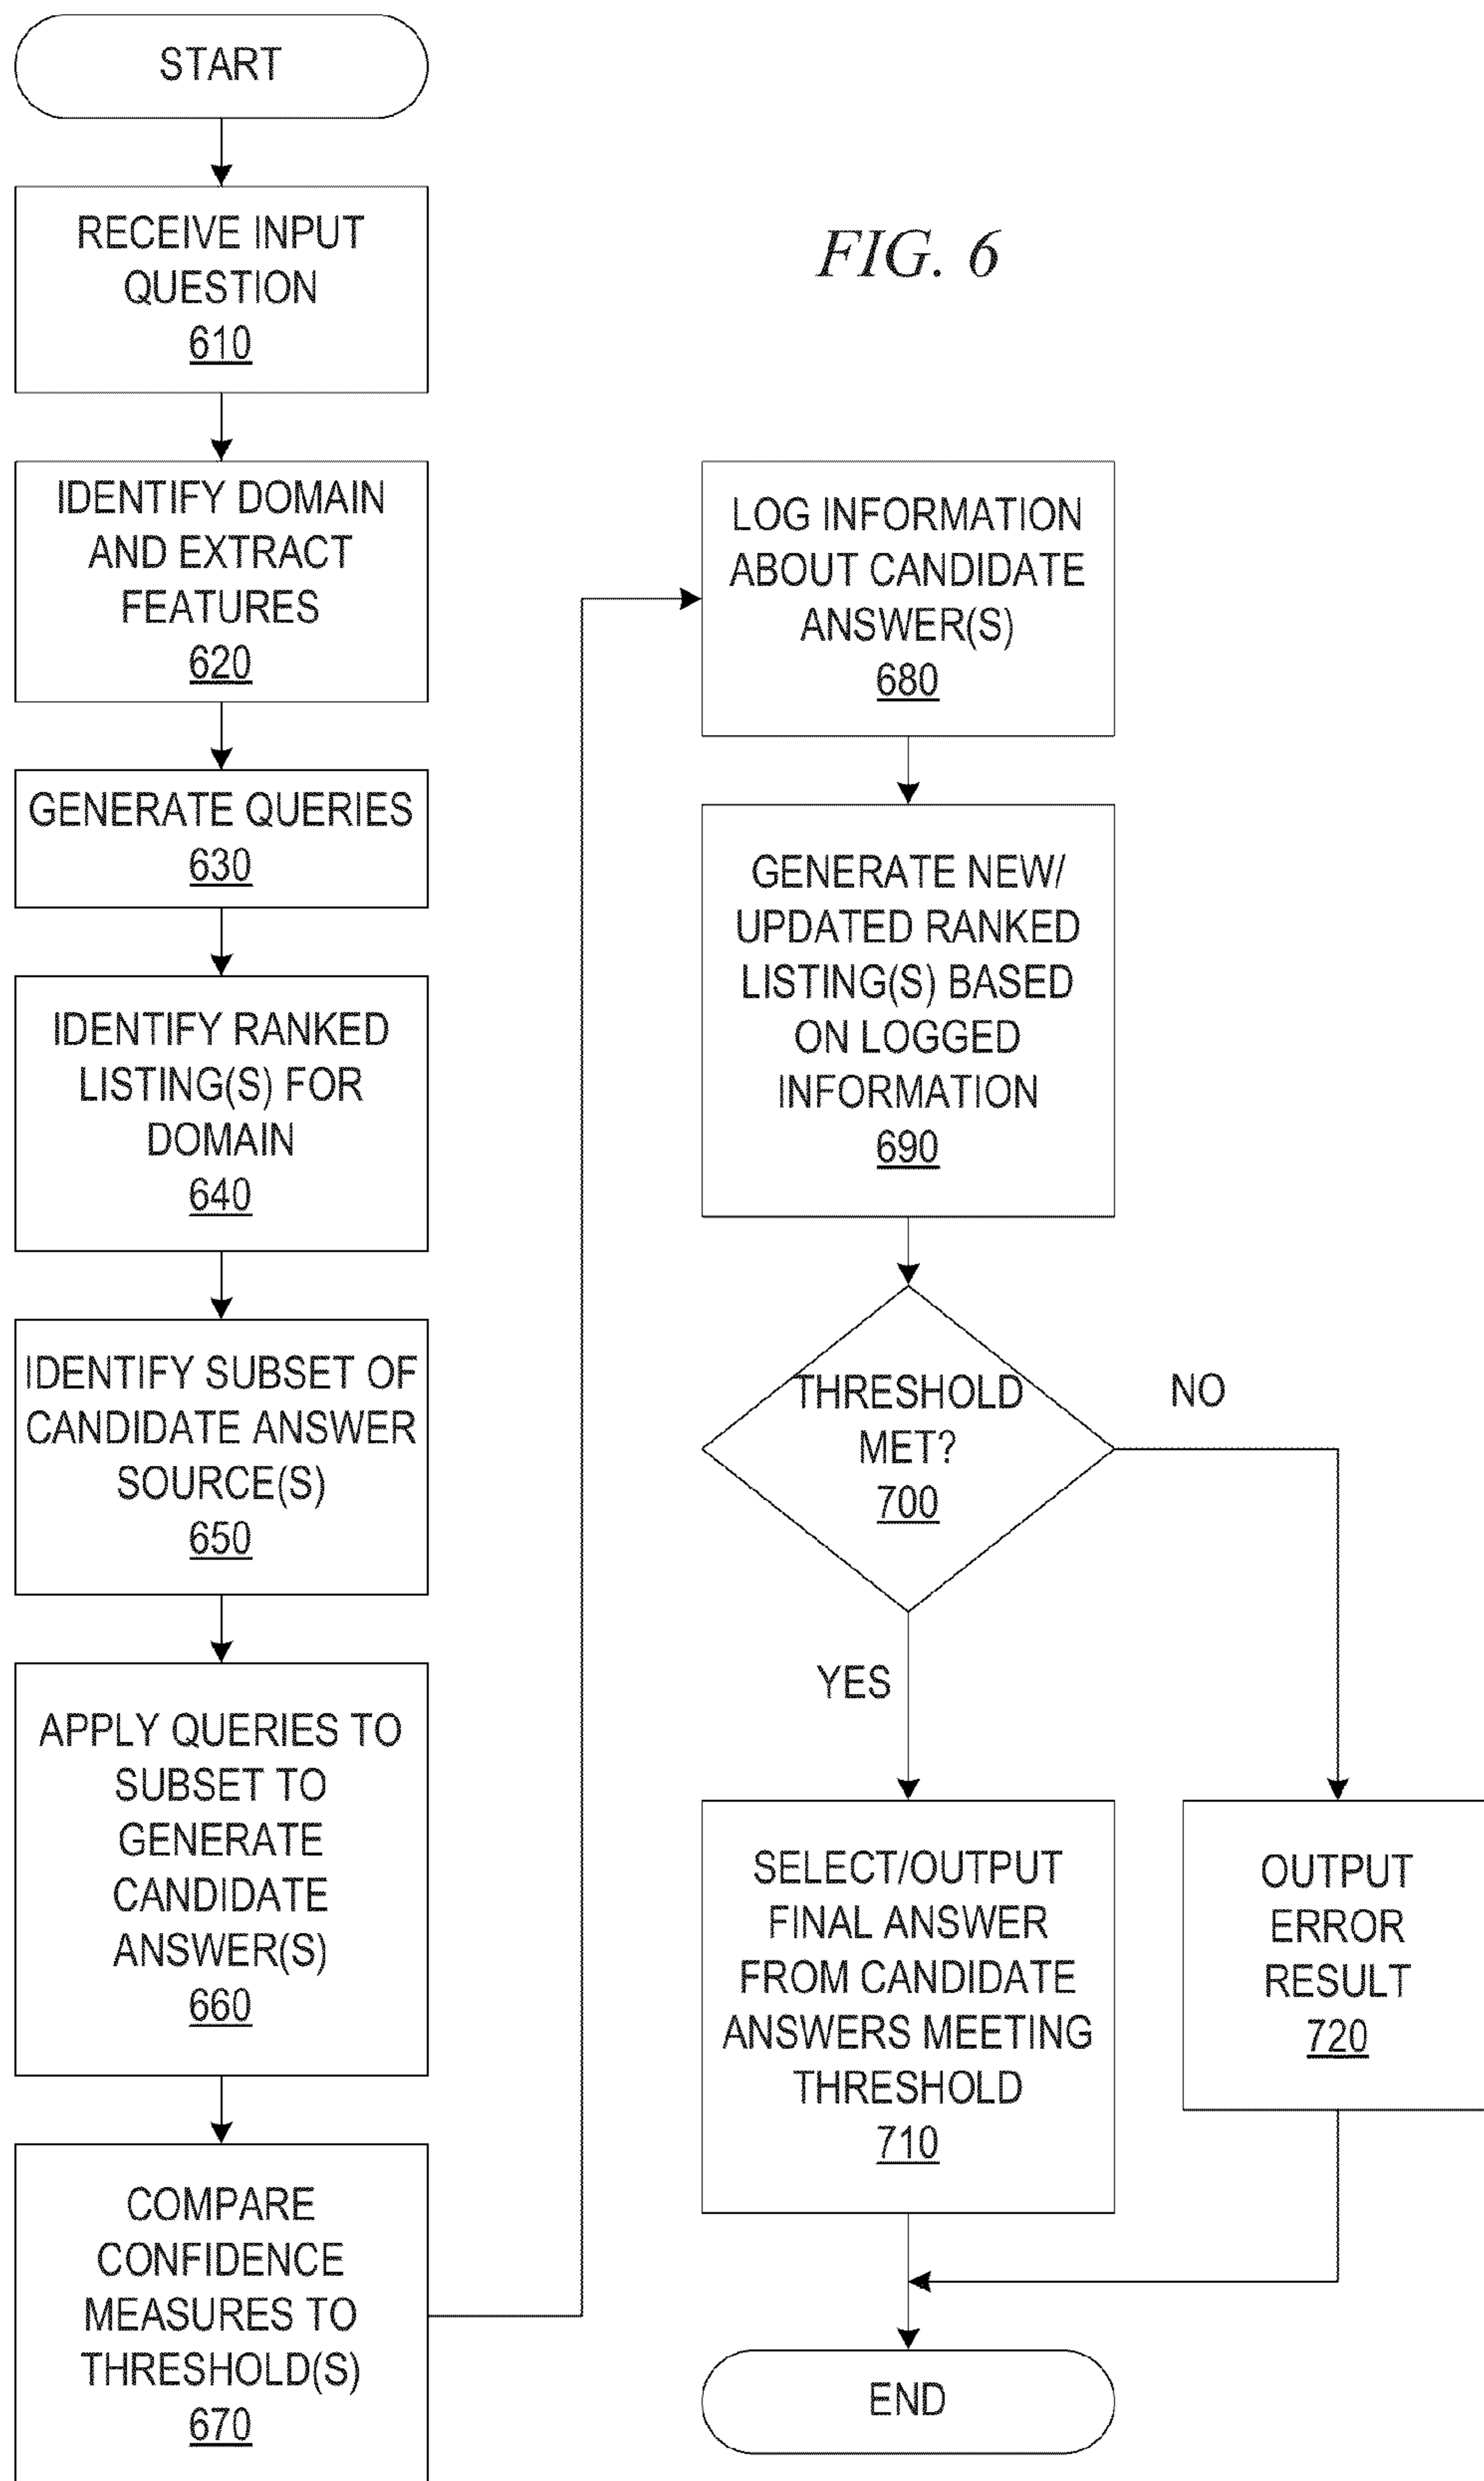 START
RECEIVE INPUT
QUESTION
610
IDENTIFY DOMAIN
AND EXTRACT
FEATURES
620
GENERATE QUERIES
630
IDENTIFY RANKED
LISTING(S) FOR
DOMAIN
640
IDENTIFY SUBSET OF
CANDIDATE ANSWER
SOURCE(S)
650
APPLY QUERIES TO
SUBSET TO
GENERATE
CANDIDATE
ANSWER(S)
660
COMPARE
CONFIDENCE
MEASURES TO
THRESHOLD(S)
670
FIG. 6
LOG INFORMATION
ABOUT CANDIDATE
ANSWER(S)
680
GENERATE NEW/
UPDATED RANKED
LISTING(S) BASED
ON LOGGED
INFORMATION
690
THRESHOLD
MET?
700
NO
YES
SELECT/OUTPUT
FINAL ANSWER
FROM CANDIDATE
ANSWERS MEETING
THRESHOLD
710
OUTPUT
ERROR
RESULT
720
END